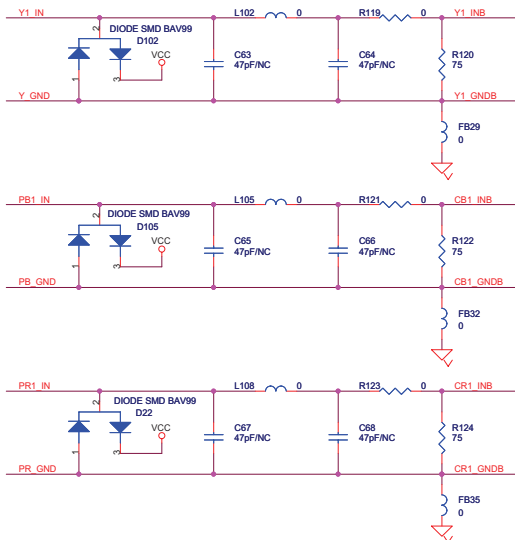 Y1_IN L102 0 R119 0 Y1_INB
DIODE SMD BAV99
2 D102
VCC
C63 C64 R120
47pF/NC 47pF/NC 75
1 3
Y_GND Y1_GNDB
FB29
0
PB1_IN L105 0 R121 0 CB1_INB
DIODE SMD BAV99
2 D105
VCC
C65 C66 R122
47pF/NC 47pF/NC 75
1 3
PB_GND CB1_GNDB
FB32
0
PR1_IN L108 0 R123 0 CR1_INB
DIODE SMD BAV99
2 D22
VCC
C67 C68 R124
47pF/NC 47pF/NC 75
1 3
PR_GND CR1_GNDB
FB35
0